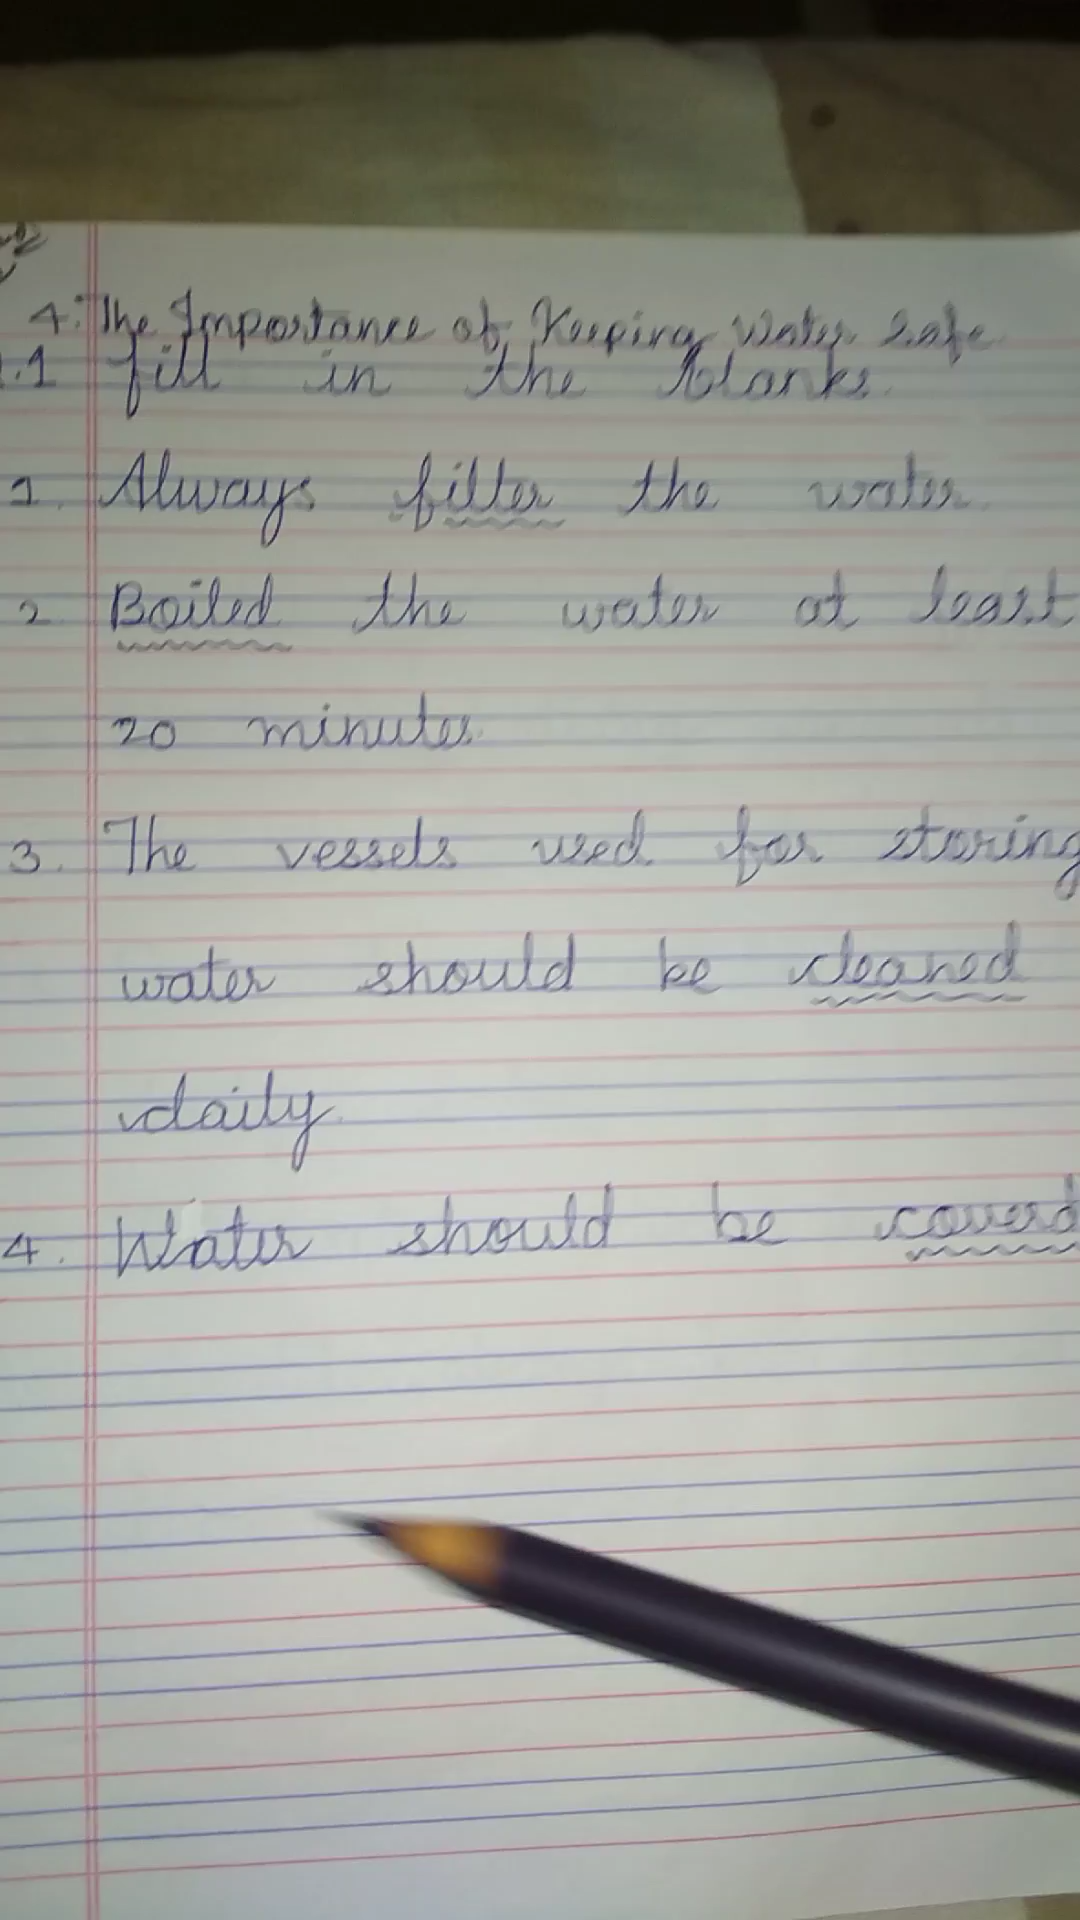 4. The Importance of Keeping Water Safe
.1 fill in the blanks.
1. Always filter the water.
2 Boiled the water at least
20 minutes.
3. The vessels used for storing
water should be cleaned
daily.
4. Water should be coverd